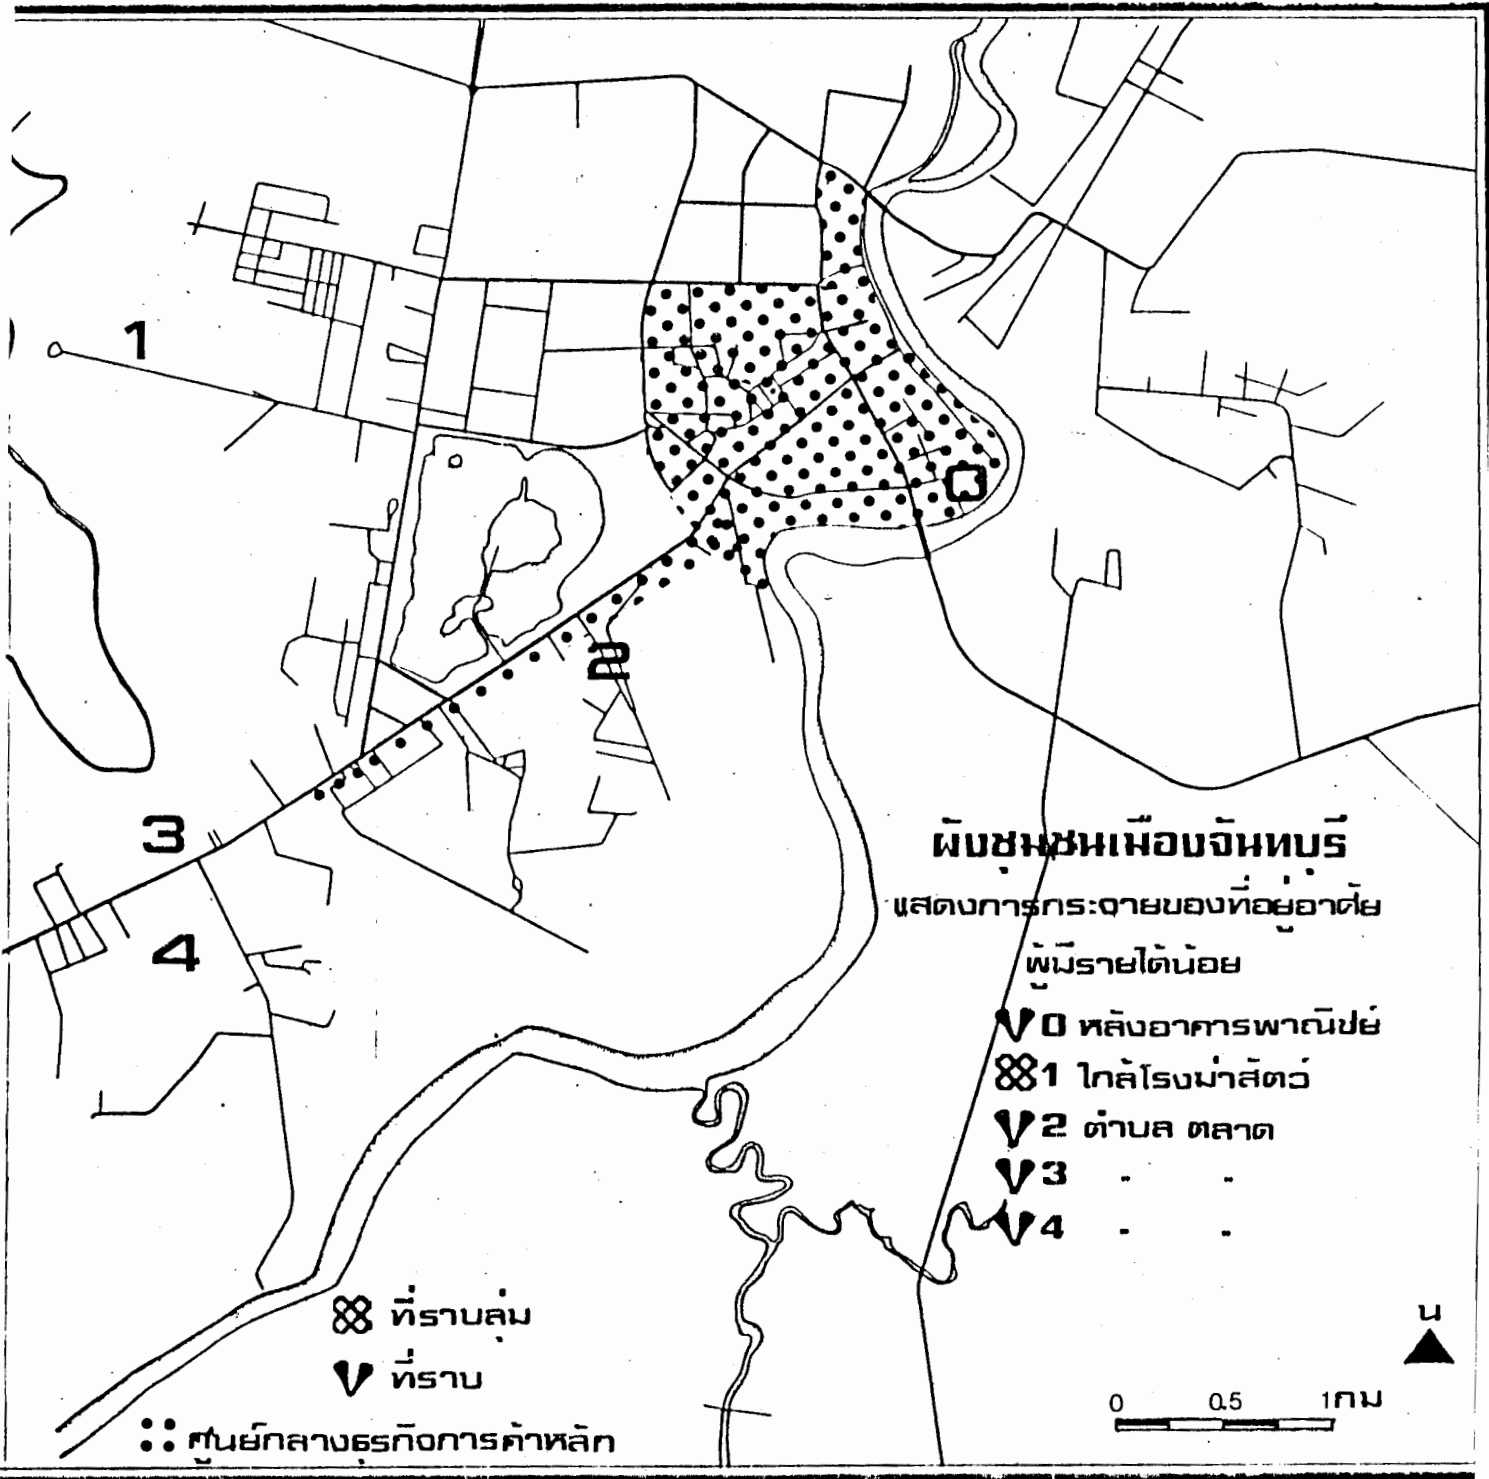 1
2
3
4
0
ผังชุมชนเมืองจันทบุรี
แสดงการกระจายของที่อยู่อาศัย
ผู้มีรายได้น้อย
0 หลังอาคารพาณิชย์
1 ใกล้โรงฆ่าสัตว์
2 ตำบล ตลาด
3 " "
4 " "
ที่ราบลุ่ม
ที่ราบ
ศูนย์กลางธุรกิจการค้าหลัก
น
0 0.5 1กม